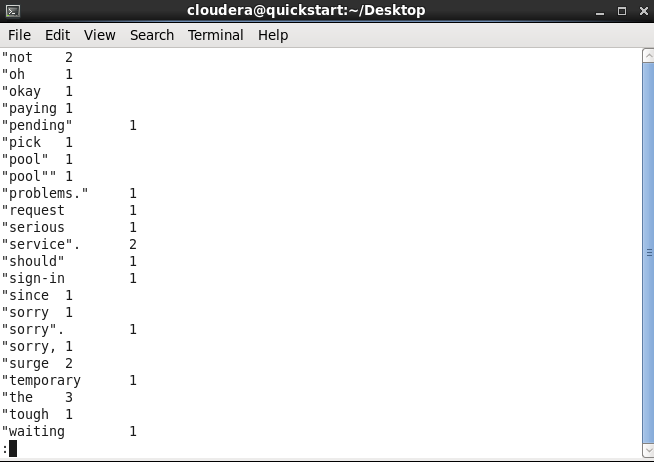 cloudera@quickstart:~/Desktop
File Edit View Search Terminal Help
"not 2
"oh 1
"okay 1
"paying 1
"pending" 1
"pick 1
"pool" 1
"pool"" 1
"problems." 1
"request 1
"serious 1
"service". 2
"should" 1
"sign-in 1
"since 1
"sorry 1
"sorry". 1
"sorry, 1
"surge 2
"temporary 1
"the 3
"tough 1
"waiting 1
: